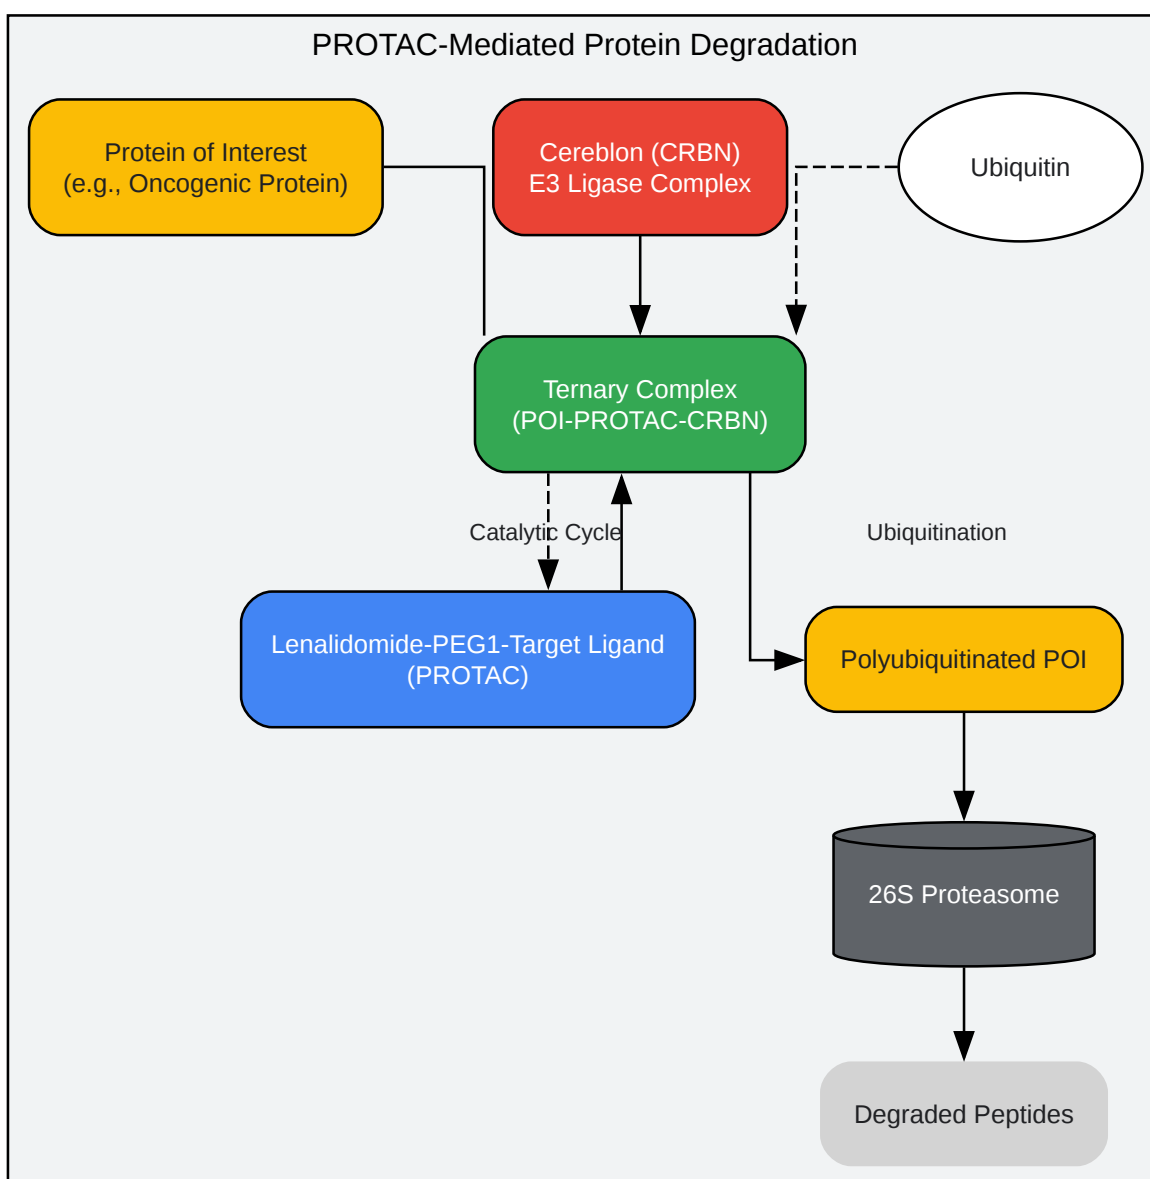 PROTAC-Mediated Protein Degradation
Protein of Interest
(e.g., Oncogenic Protein)
Cereblon (CRBN)
E3 Ligase Complex
Ubiquitin
Ternary Complex
(POI-PROTAC-CRBN)
Catalytic Cycle
Ubiquitination
Lenalidomide-PEG1-Target Ligand
(PROTAC)
Polyubiquitinated POI
26S Proteasome
Degraded Peptides